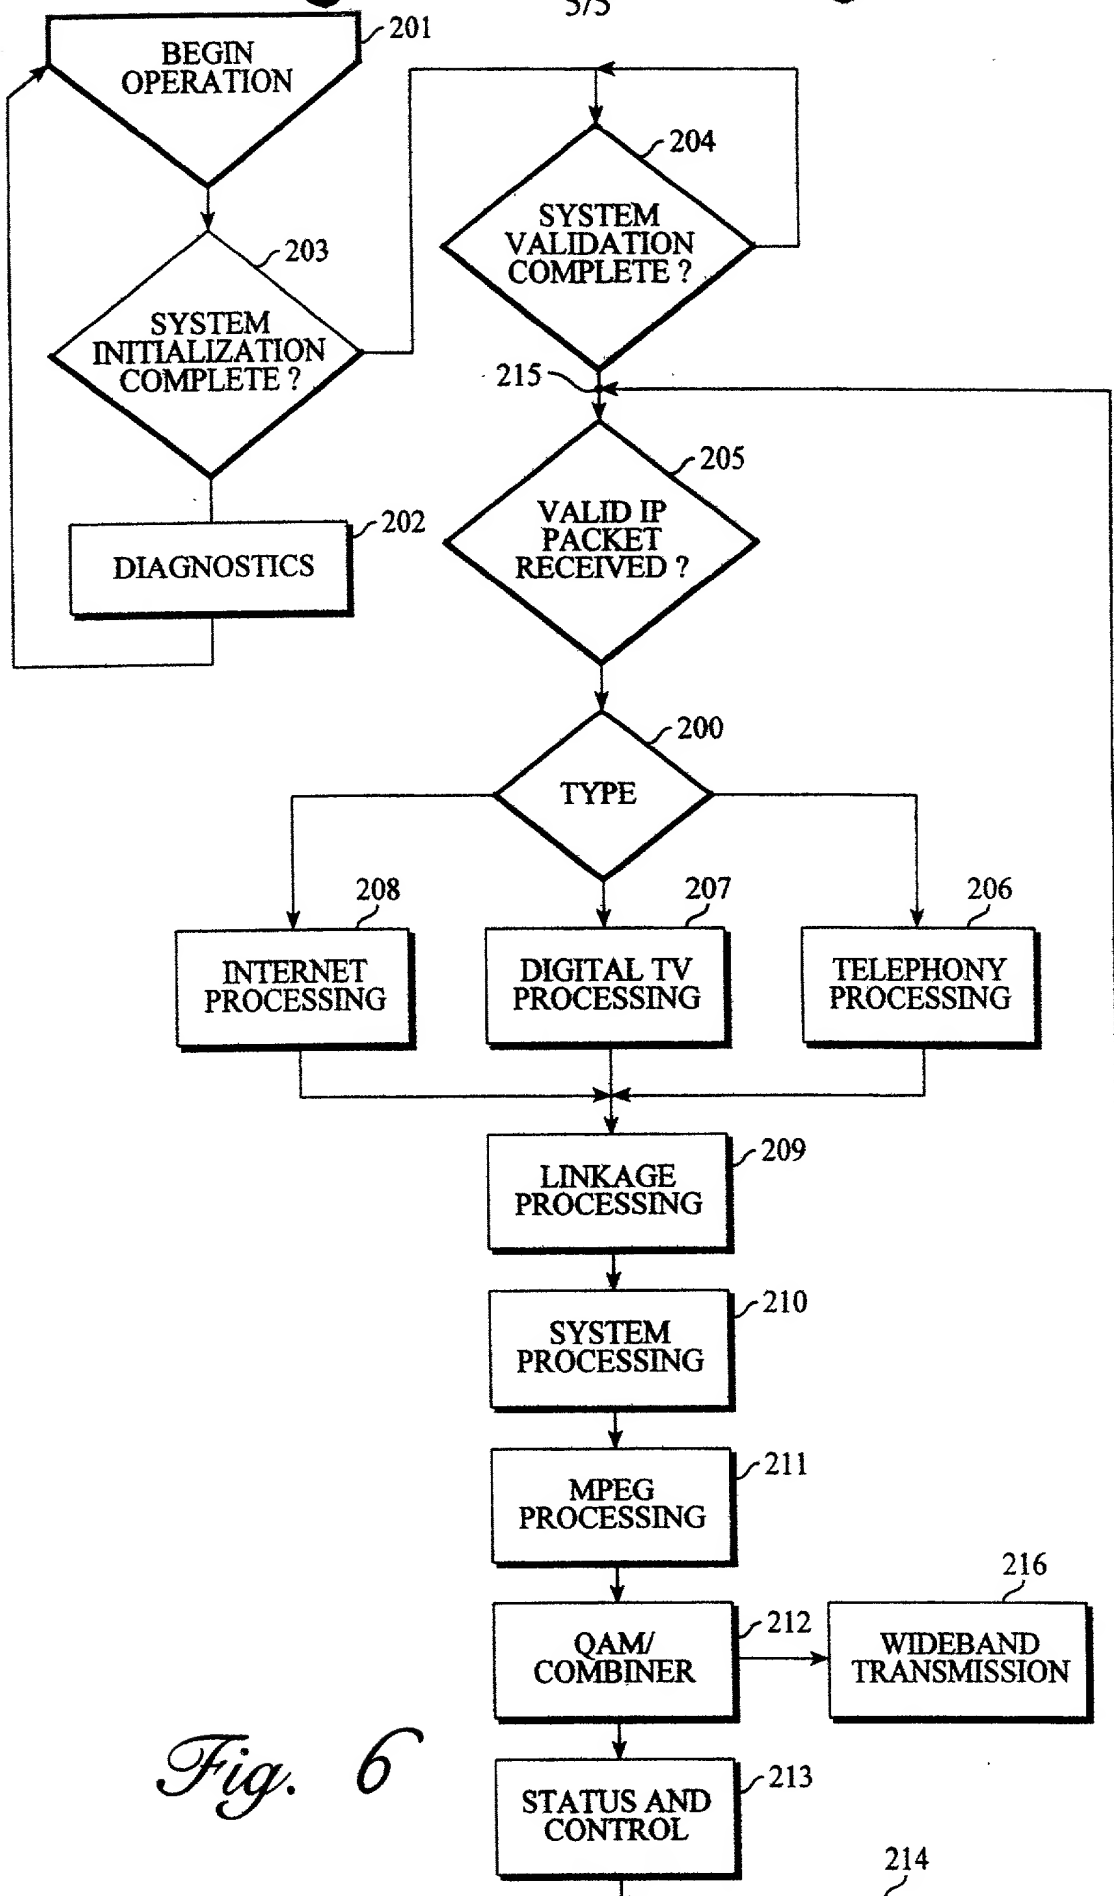 5/5
BEGIN
OPERATION
201
203
SYSTEM
INITIALIZATION
COMPLETE ?
202
DIAGNOSTICS
204
SYSTEM
VALIDATION
COMPLETE ?
215
205
VALID IP
PACKET
RECEIVED ?
200
TYPE
208
INTERNET
PROCESSING
207
DIGITAL TV
PROCESSING
206
TELEPHONY
PROCESSING
209
LINKAGE
PROCESSING
210
SYSTEM
PROCESSING
211
MPEG
PROCESSING
212
QAM/
COMBINER
216
WIDEBAND
TRANSMISSION
213
STATUS AND
CONTROL
214
Fig. 6